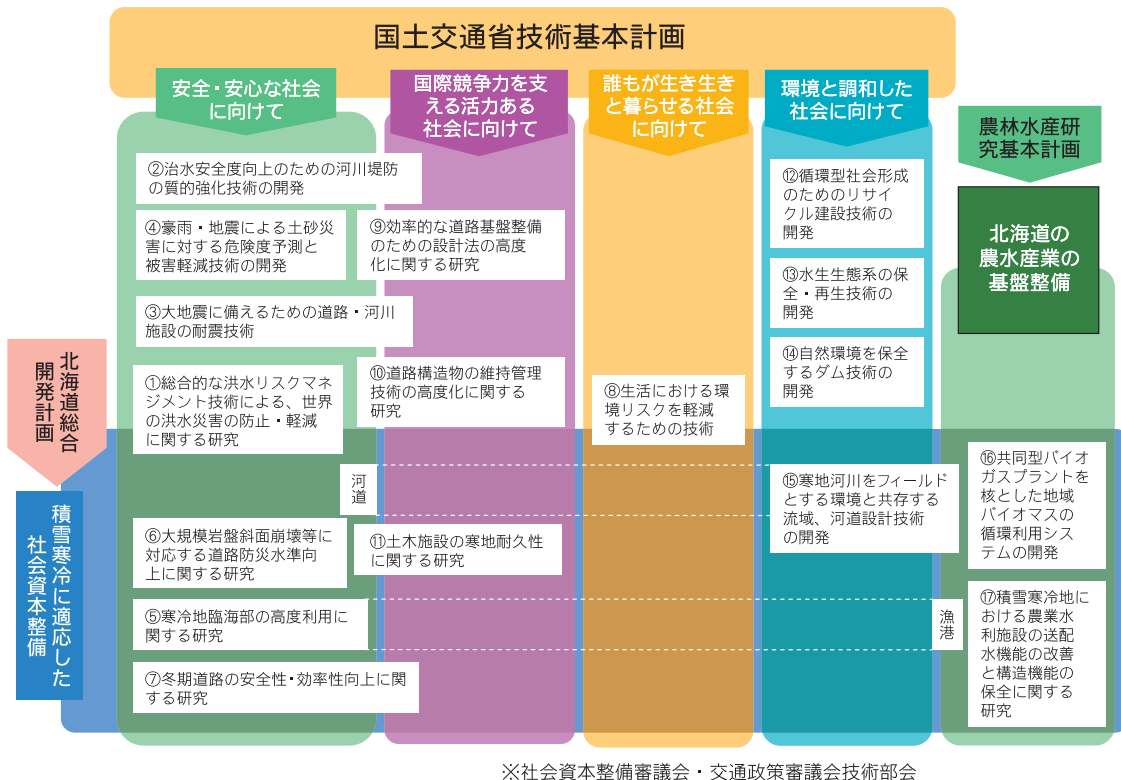 国土交通省技術基本計画
安全・安心な社会
に向けて
国際競争力を支
える活力ある
社会に向けて
誰もが生き生き
と暮らせる社会
に向けて
環境と調和した
社会に向けて
農林水産研
究基本計画
②治水安全度向上のための河川堤防
の質的強化技術の開発
④豪雨・地震による土砂災
害に対する危険度予測と
被害軽減技術の開発
③大地震に備えるための道路・河川
施設の耐震技術
①総合的な洪水リスクマネ
ジメント技術による、世界
の洪水災害の防止・軽減
に関する研究
⑨効率的な道路基盤整備
のための設計法の高度
化に関する研究
⑩道路構造物の維持管理
技術の高度化に関する
研究
⑧生活における環
境リスクを軽減
するための技術
⑫循環型社会形成
のためのリサイ
クル建設技術の
開発
⑬水生生態系の保
全・再生技術の
開発
⑭自然環境を保全
するダム技術の
開発
北海道の
農水産業の
基盤整備
北海道総合
開発計画
積雪寒冷に適応した
社会資本整備
河道
⑥大規模岩盤斜面崩壊等に
対応する道路防災水準向
上に関する研究
⑤寒冷地臨海部の高度利用に
関する研究
⑦冬期道路の安全性・効率性向上に関
する研究
⑪土木施設の寒地耐久性
に関する研究
⑮寒地河川をフィールド
とする環境と共存する
流域、河道設計技術
の開発
漁港
⑯共同型バイオ
ガスプラントを
核とした地域
バイオマスの
循環利用シス
テムの開発
⑰積雪寒冷地に
おける農業水
利施設の送配
水機能の改善
と構造機能の
保全に関する
研究
※社会資本整備審議会・交通政策審議会技術部会